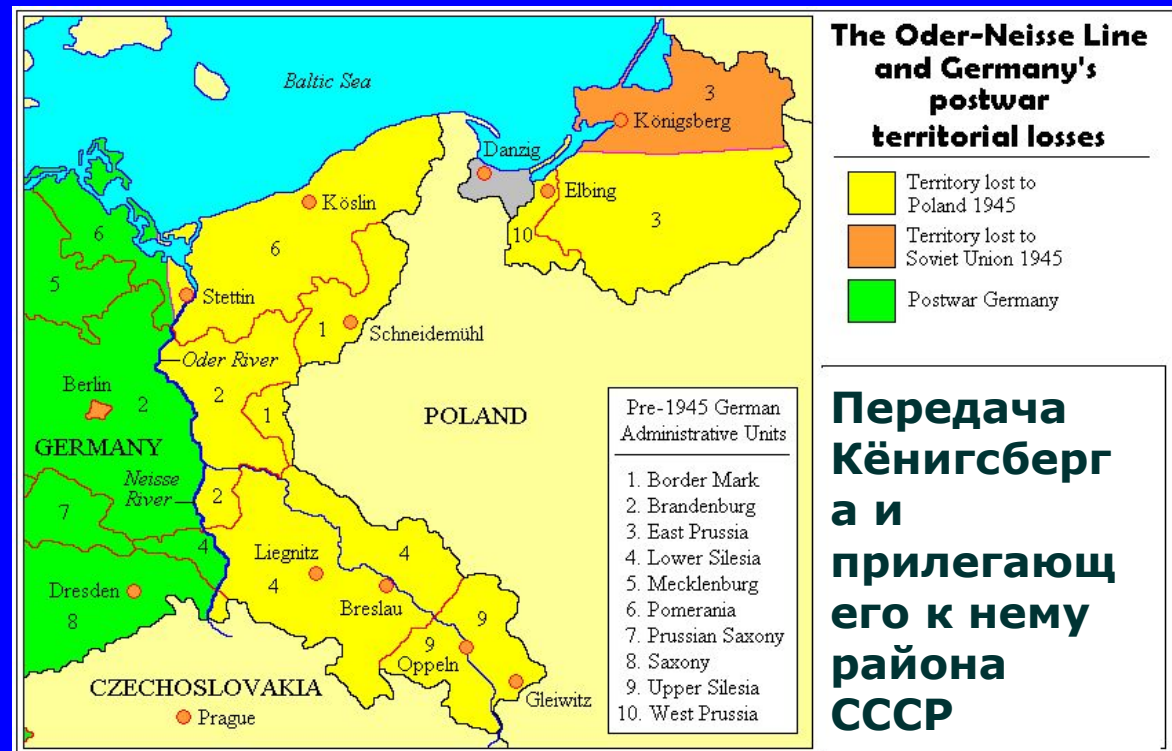 The Oder-Neisse Line
and Germany's
postwar
territorial losses
Territory lost to
Poland 1945
Territory lost to
Soviet Union 1945
Postwar Germany
Передача
Кёнигсберг
а и
прилегающ
его к нему
района
СССР
Baltic Sea
3
Königsberg
Danzig
Elbing
Köslin
10
3
6
6
5
Stettin
1
Schneidemühl
Oder River
Berlin
2
2
1
POLAND
GERMANY
Neisse
River
2
7
4
Liegnitz
4
4
Dresden
Breslau
8
9
9
Oppeln
Gleiwitz
CZECHOSLOVAKIA
Prague
Pre-1945 German
Administrative Units
1. Border Mark
2. Brandenburg
3. East Prussia
4. Lower Silesia
5. Mecklenburg
6. Pomerania
7. Prussian Saxony
8. Saxony
9. Upper Silesia
10. West Prussia